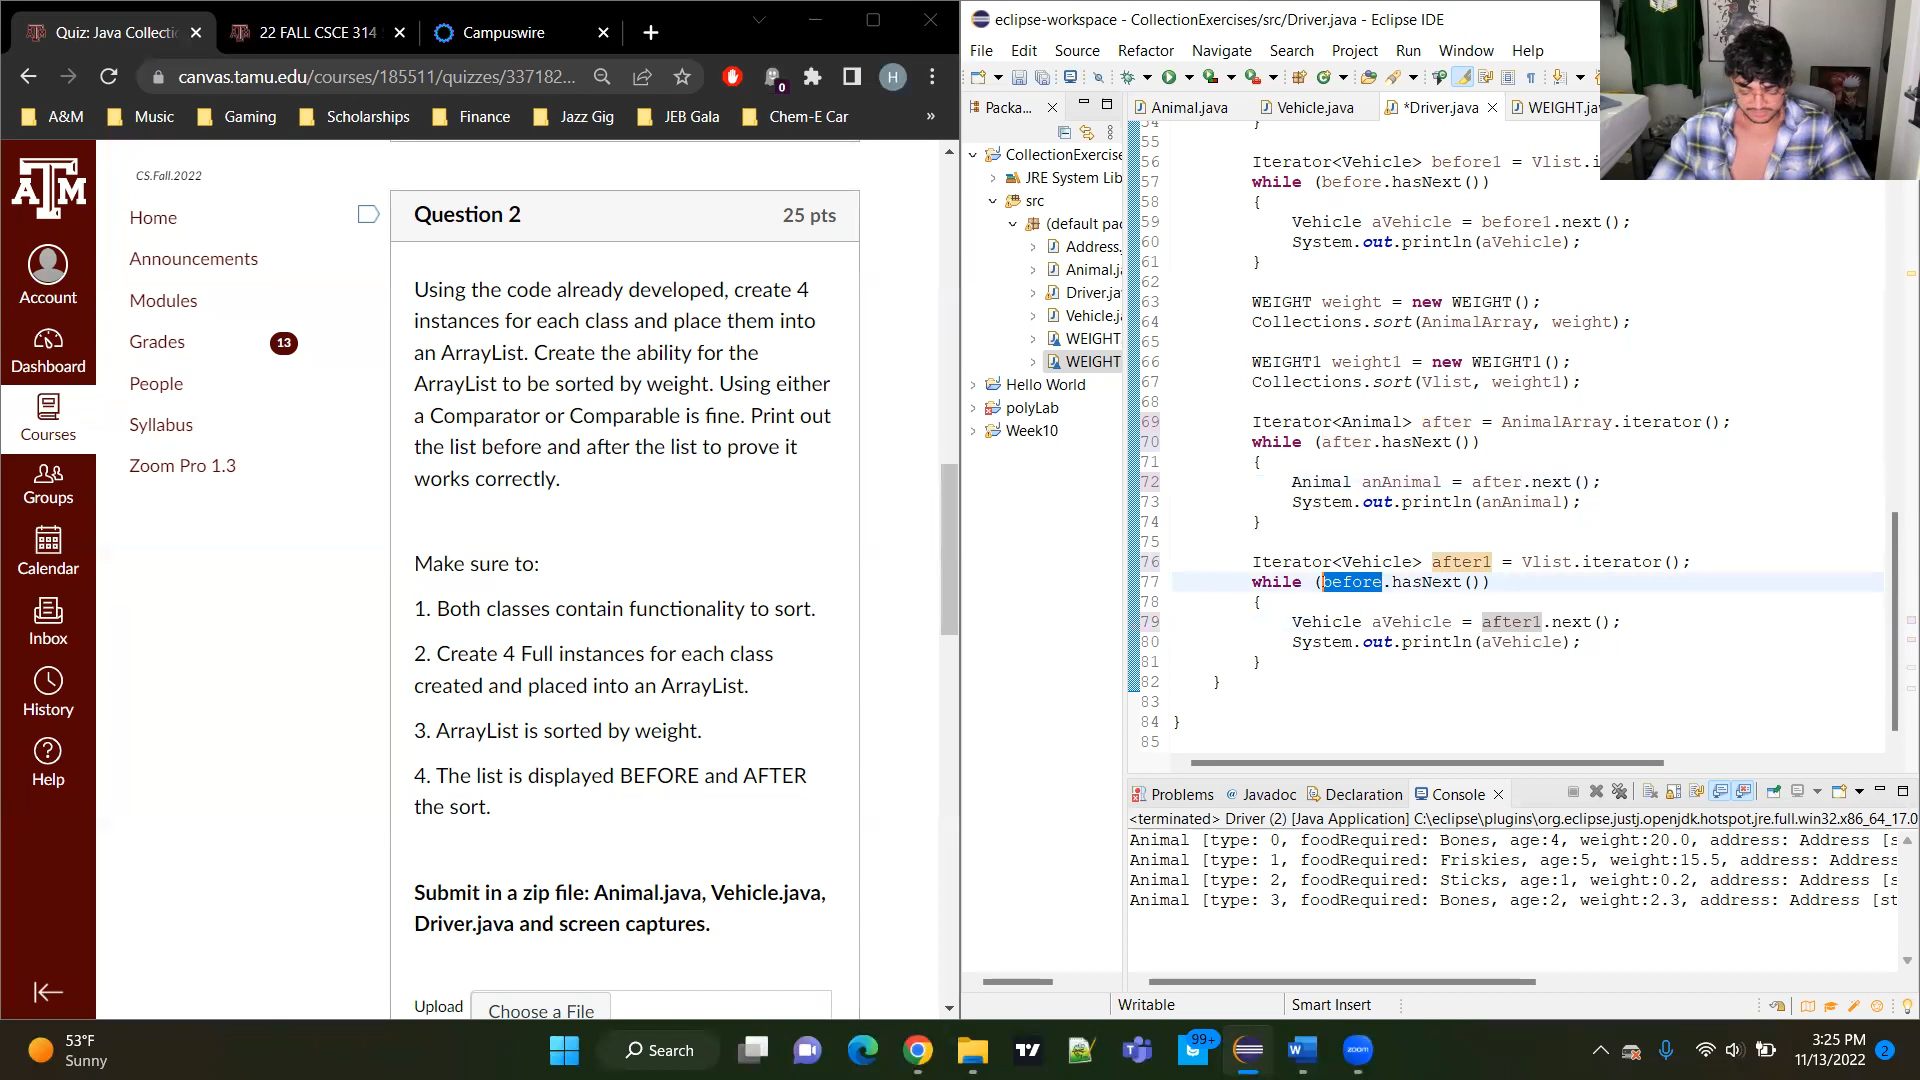 Quiz: Java Collecti
22 FALL CSCE 314
Campuswire
canvas.tamu.edu/courses/185511/quizzes/337182...
0
H
A&M
Music
Gaming
Scholarships
Finance
Jazz Gig
JEB Gala
Chem-E Car
»
ATM
Account
Dashboard
Courses
Groups
Calendar
Inbox
History
Help
CS.Fall.2022
Home
Announcements
Modules
Grades
13
People
Syllabus
Zoom Pro 1.3
Question 2
25 pts
Using the code already developed, create 4
instances for each class and place them into
an ArrayList. Create the ability for the
ArrayList to be sorted by weight. Using either
a Comparator or Comparable is fine. Print out
the list before and after the list to prove it
works correctly.
Make sure to:
1. Both classes contain functionality to sort.
2. Create 4 Full instances for each class
created and placed into an ArrayList.
3. ArrayList is sorted by weight.
4. The list is displayed BEFORE and AFTER
the sort.
Submit in a zip file: Animal.java, Vehicle.java,
Driver.java and screen captures.
Upload
Choose a File
eclipse-workspace - CollectionExercises/src/Driver.java - Eclipse IDE
File Edit Source Refactor Navigate Search Project Run Window Help
Packa...
CollectionExercise
JRE System Lib
src
(default pac
Address.
Animal.j
Driver.ja
Vehicle.j
WEIGHT
WEIGHT
Hello World
polyLab
Week10
Animal.java
Vehicle.java
*Driver.java
WEIGHT.ja
54 }
55
56 Iterator<Vehicle> before1 = Vlist.i
57 while (before.hasNext())
58 {
59 Vehicle aVehicle = before1.next();
60 System.out.println(aVehicle);
61 }
62
63 WEIGHT weight = new WEIGHT();
64 Collections.sort(AnimalArray, weight);
65
66 WEIGHT1 weight1 = new WEIGHT1();
67 Collections.sort(Vlist, weight1);
68
69 Iterator<Animal> after = AnimalArray.iterator();
70 while (after.hasNext())
71 {
72 Animal anAnimal = after.next();
73 System.out.println(anAnimal);
74 }
75
76 Iterator<Vehicle> after1 = Vlist.iterator();
77 while (before.hasNext())
78 {
79 Vehicle aVehicle = after1.next();
80 System.out.println(aVehicle);
81 }
82 }
83
84 }
85
Problems
@ Javadoc
Declaration
Console
<terminated> Driver (2) [Java Application] C:\eclipse\plugins\org.eclipse.justj.openjdk.hotspot.jre.full.win32.x86_64_17.0
Animal [type: 0, foodRequired: Bones, age:4, weight:20.0, address: Address [s
Animal [type: 1, foodRequired: Friskies, age:5, weight:15.5, address: Address
Animal [type: 2, foodRequired: Sticks, age:1, weight:0.2, address: Address [s
Animal [type: 3, foodRequired: Bones, age:2, weight:2.3, address: Address [st
Writable
Smart Insert
53°F
Sunny
Search
99+
zoom
3:25 PM
11/13/2022
2